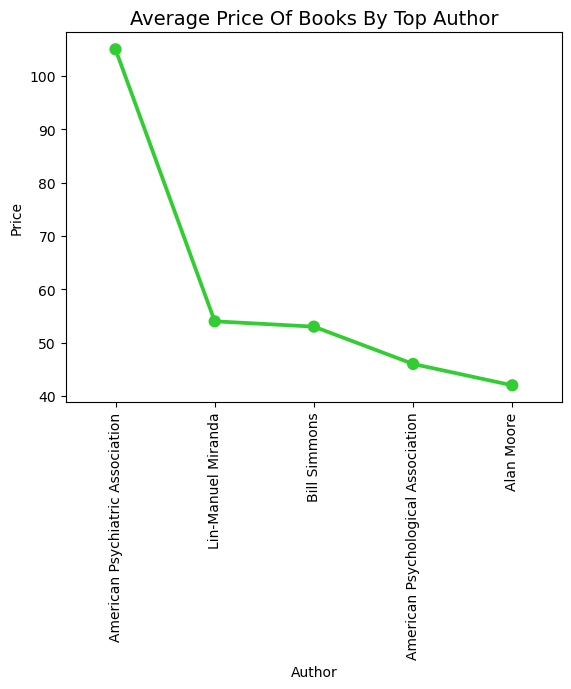 Average Price Of Books By Top Author
Price
100
90
80
70
60
50
40
American Psychiatric Association
Lin-Manuel Miranda
Bill Simmons
American Psychological Association
Alan Moore
Author